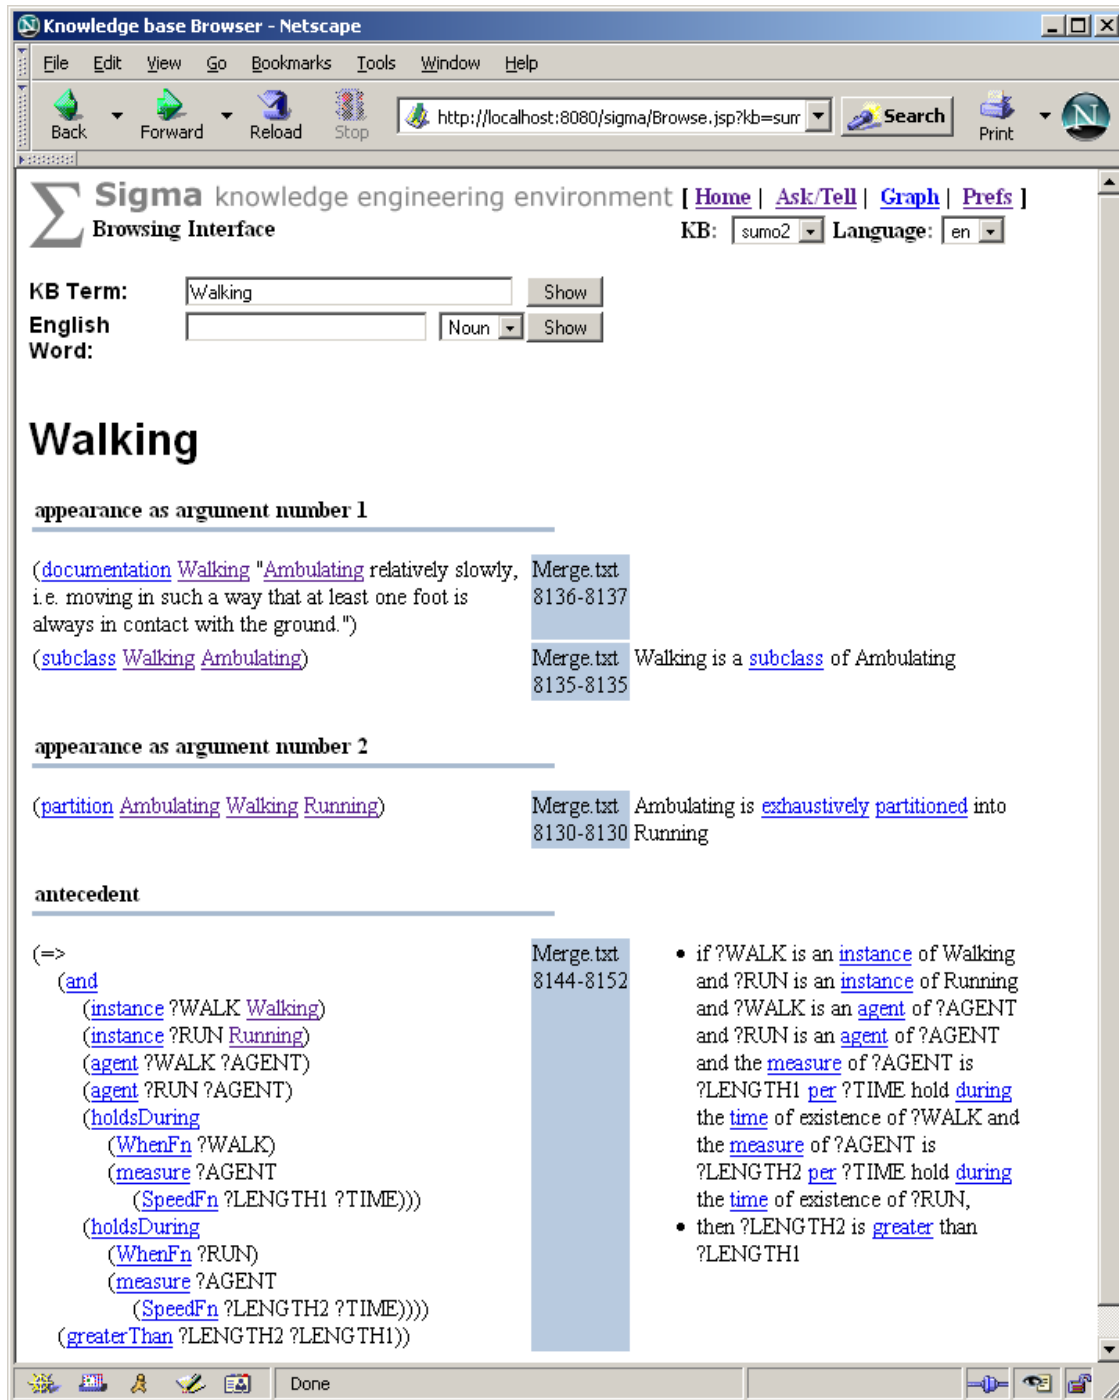 Knowledge base Browser - Netscape
File Edit View Go Bookmarks Tools Window Help
Back Forward Reload Stop http://localhost:8080/sigma/Browse.jsp?kb=sum Search Print N
Sigma knowledge engineering environment [ Home | Ask/Tell | Graph | Prefs ]
Browsing Interface KB: sumo2 Language: en
KB Term: Walking Show
English Noun Show
Word:
Walking
appearance as argument number 1
(documentation Walking "Ambulating relatively slowly, Merge.txt
i.e. moving in such a way that at least one foot is 8136-8137
always in contact with the ground.")
(subclass Walking Ambulating) Merge.txt Walking is a subclass of Ambulating
8135-8135
appearance as argument number 2
(partition Ambulating Walking Running) Merge.txt Ambulating is exhaustively partitioned into
8130-8130 Running
antecedent
(=> Merge.txt • if ?WALK is an instance of Walking
(and 8144-8152 and ?RUN is an instance of Running
(instance ?WALK Walking) and ?WALK is an agent of ?AGENT
(instance ?RUN Running) and ?RUN is an agent of ?AGENT
(agent ?WALK ?AGENT) and the measure of ?AGENT is
(agent ?RUN ?AGENT) ?LENGTH1 per ?TIME hold during
(holdsDuring the time of existence of ?WALK and
(WhenFn ?WALK) the measure of ?AGENT is
(measure ?AGENT ?LENGTH2 per ?TIME hold during
(SpeedFn ?LENGTH1 ?TIME))) the time of existence of ?RUN,
(holdsDuring • then ?LENGTH2 is greater than
(WhenFn ?RUN) ?LENGTH1
(measure ?AGENT
(SpeedFn ?LENGTH2 ?TIME))))
(greaterThan ?LENGTH2 ?LENGTH1))
Done